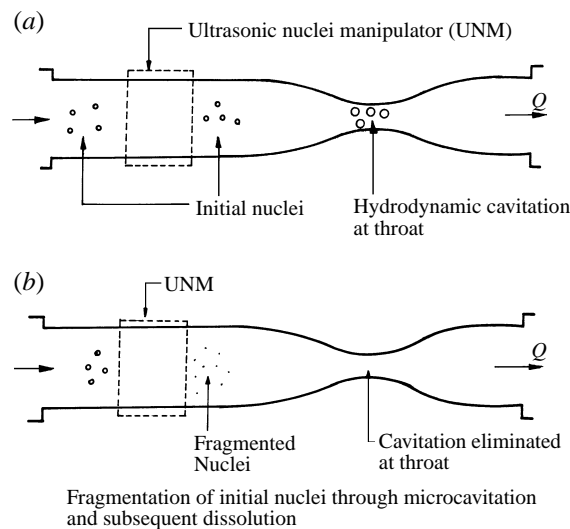 (a)
Ultrasonic nuclei manipulator (UNM)
Q
Initial nuclei
Hydrodynamic cavitation
at throat
(b)
UNM
Q
Fragmented
Nuclei
Cavitation eliminated
at throat
Fragmentation of initial nuclei through microcavitation
and subsequent dissolution